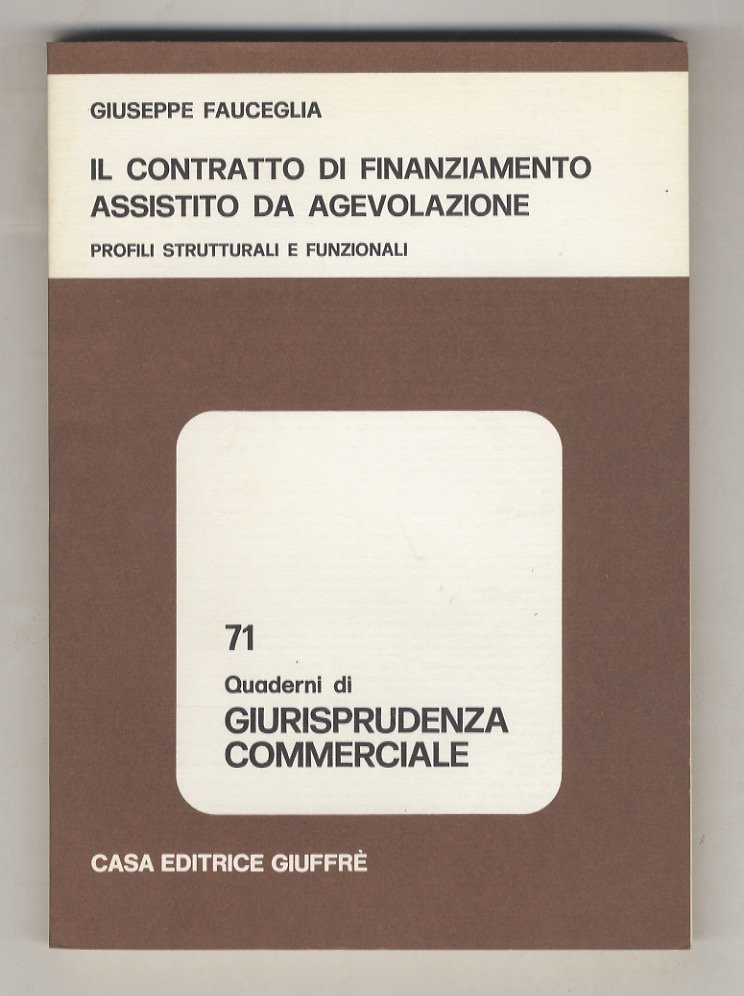 GIUSEPPE FAUCEGLIA
IL CONTRATTO DI FINANZIAMENTO
ASSISTITO DA AGEVOLAZIONE
PROFILI STRUTTURALI E FUNZIONALI
71
Quaderni di
GIURISPRUDENZA
COMMERCIALE
CASA EDITRICE GIUFFRÈ